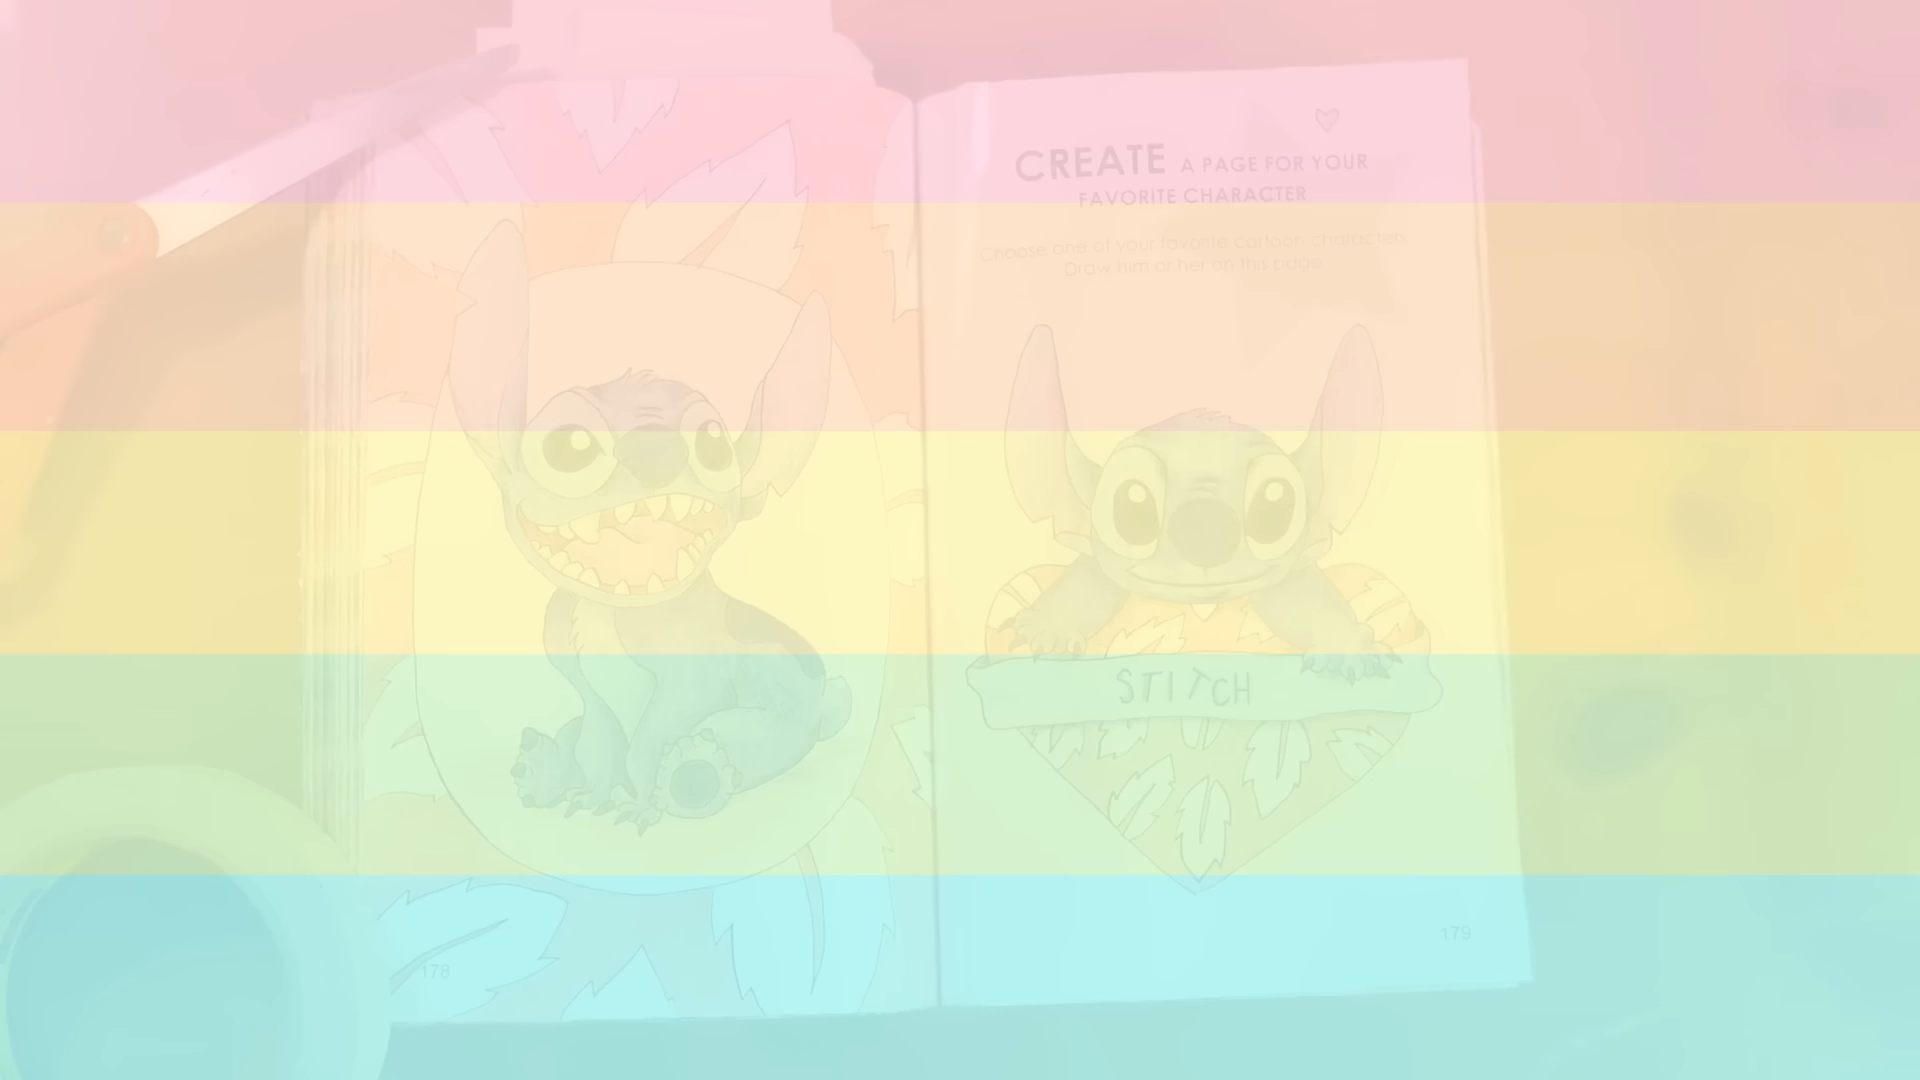 CREATE A PAGE FOR YOUR
FAVORITE CHARACTER
Choose one of your favorite cartoon characters
Draw him or her on this page
STITCH
178
179